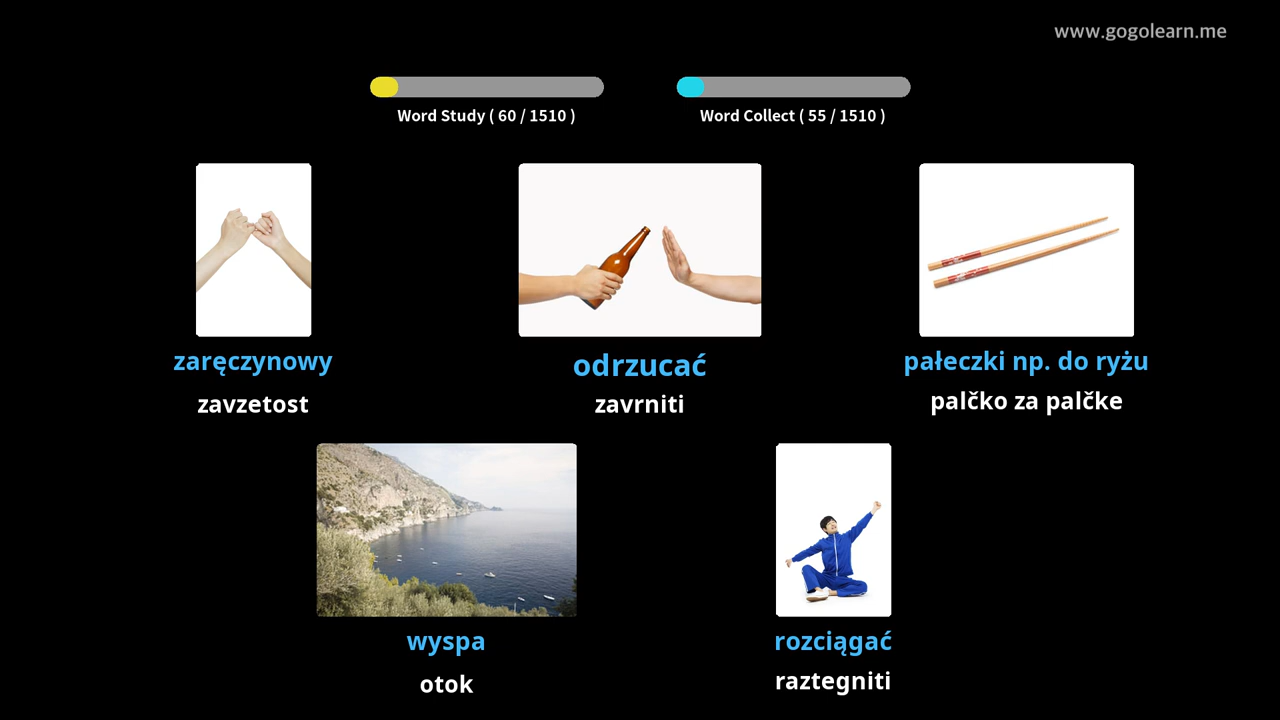 www.gogolearn.me
Word Study ( 60 / 1510 )
Word Collect ( 55 / 1510 )
zaręczynowy
odrzucać
pałeczki np. do ryżu
zavzetost
zavrniti
palčko za palčke
wyspa
rozciągać
otok
raztegniti